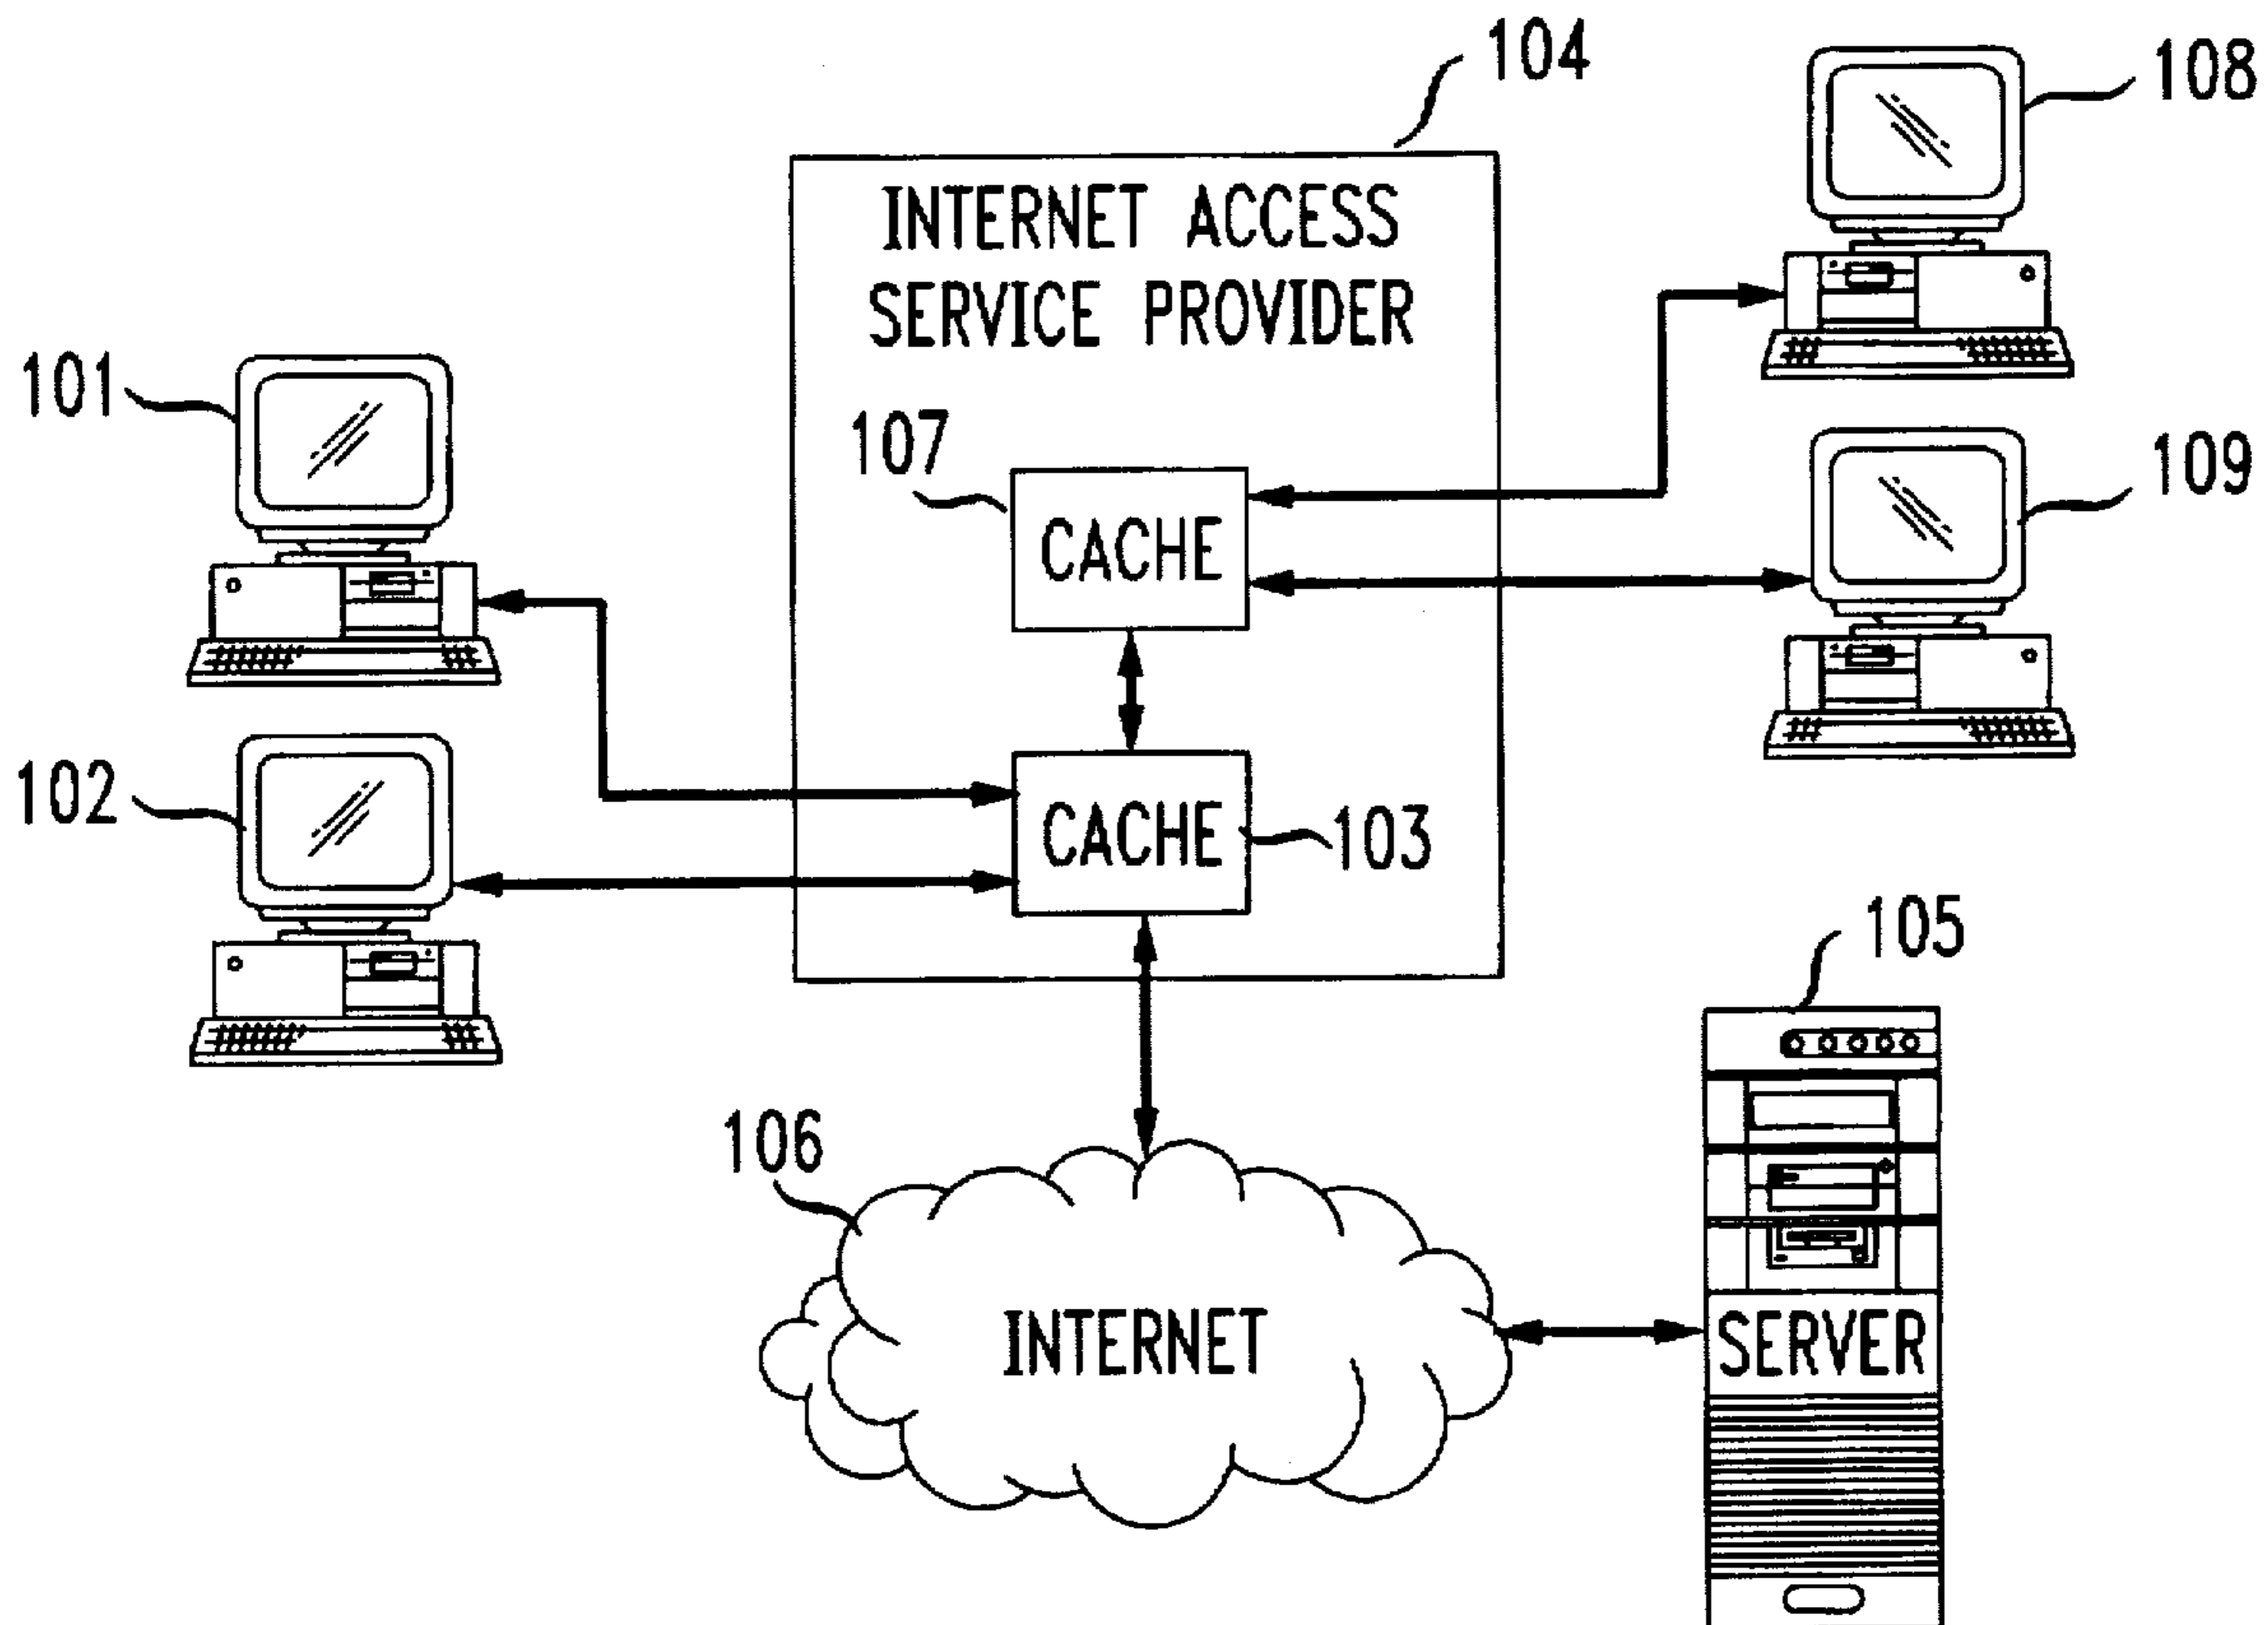 104
108
INTERNET ACCESS
SERVICE PROVIDER
101
107
109
CACHE
102
CACHE
103
105
106
INTERNET
SERVER